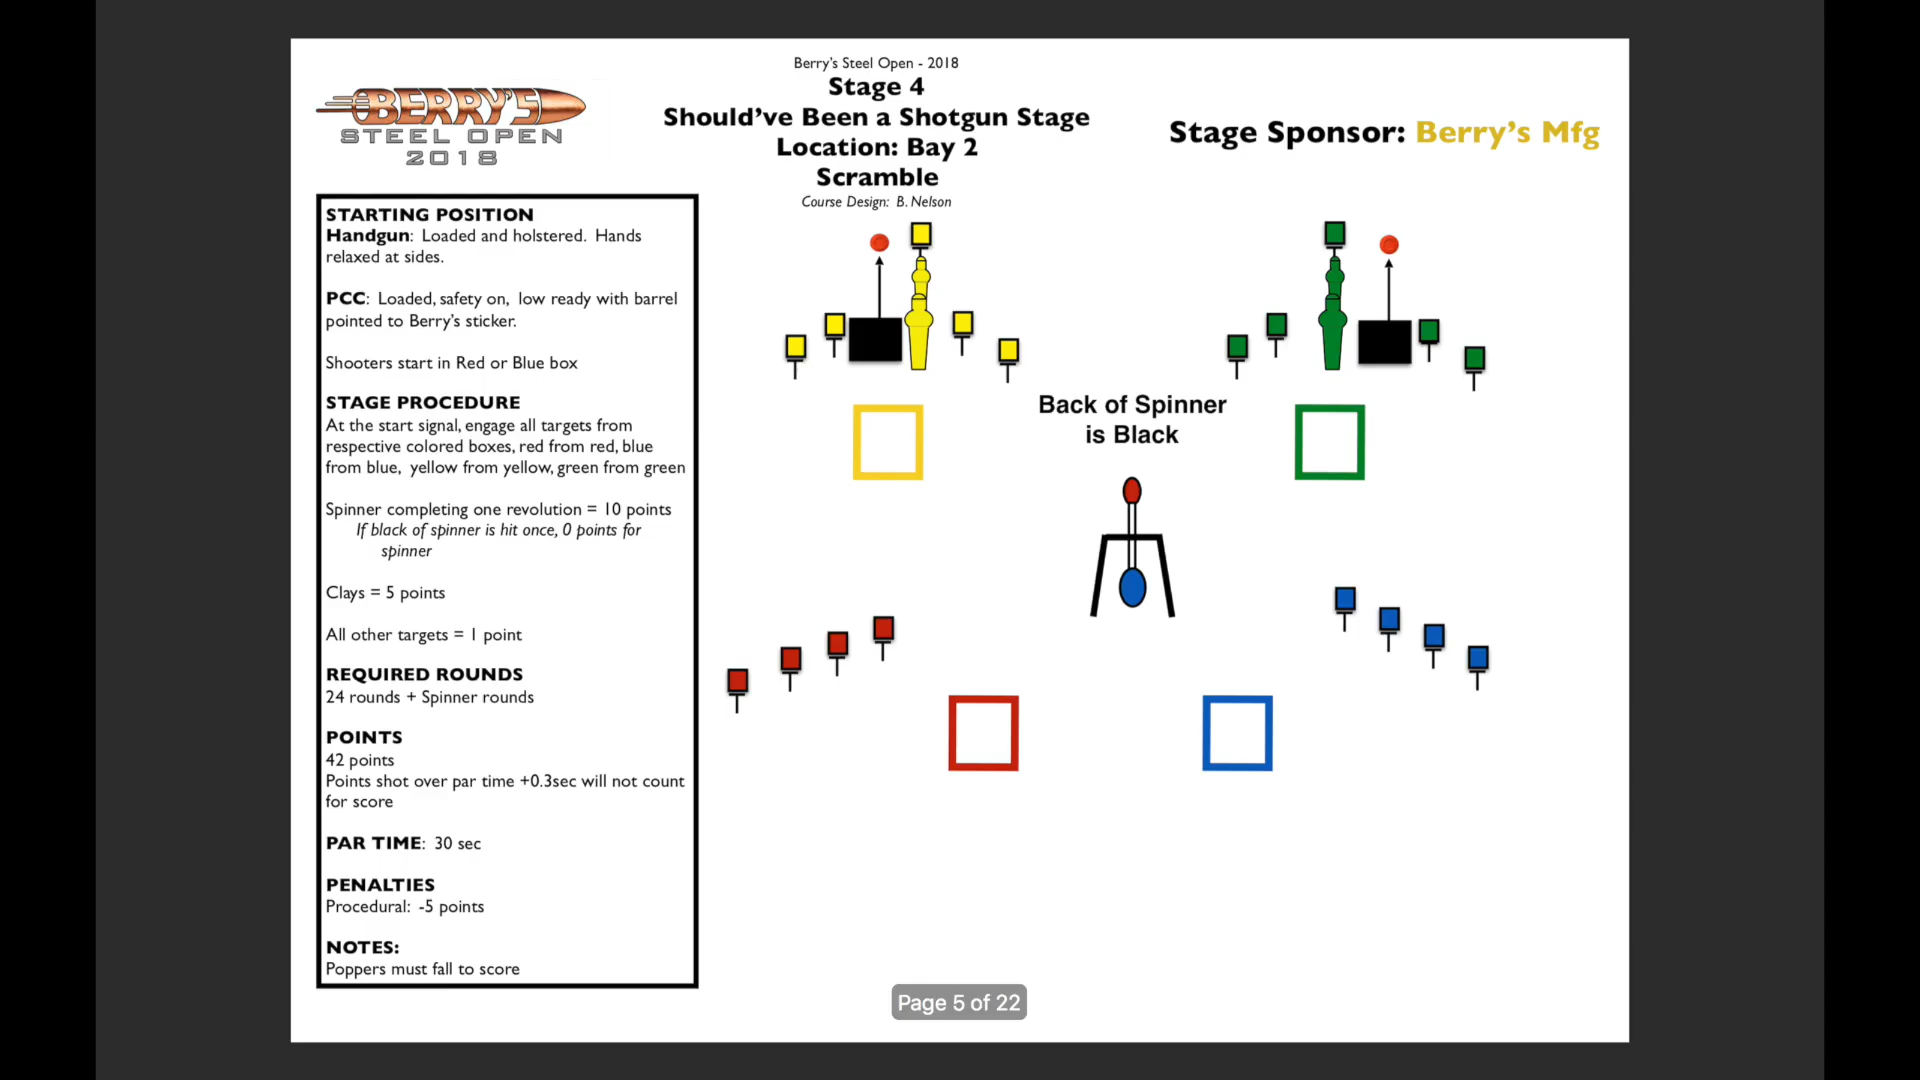 Berry's Steel Open - 2018
Stage 4
Should've Been a Shotgun Stage
Location: Bay 2
Scramble
Course Design: B. Nelson
BERRY'S
STEEL OPEN
2018
Stage Sponsor: Berry's Mfg
STARTING POSITION
Handgun: Loaded and holstered. Hands
relaxed at sides.
PCC: Loaded, safety on, low ready with barrel
pointed to Berry's sticker.
Shooters start in Red or Blue box
STAGE PROCEDURE
At the start signal, engage all targets from
respective colored boxes, red from red, blue
from blue, yellow from yellow, green from green
Spinner completing one revolution = 10 points
If black of spinner is hit once, 0 points for
spinner
Clays = 5 points
All other targets = 1 point
REQUIRED ROUNDS
24 rounds + Spinner rounds
POINTS
42 points
Points shot over par time +0.3sec will not count
for score
PAR TIME: 30 sec
PENALTIES
Procedural: -5 points
NOTES:
Poppers must fall to score
Back of Spinner
is Black
Page 5 of 22